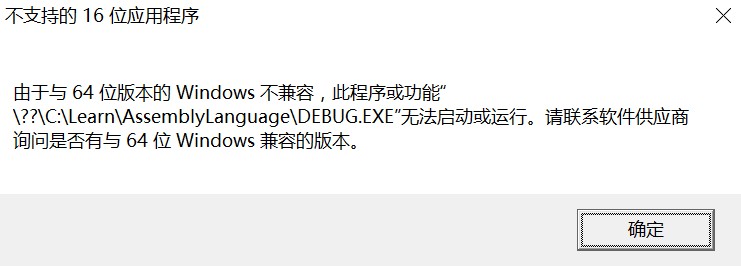 不支持的 16 位应用程序
由于与 64 位版本的 Windows 不兼容，此程序或功能“
\??\C:\Learn\AssemblyLanguage\DEBUG.EXE”无法启动或运行。请联系软件供应商
询问是否有与 64 位 Windows 兼容的版本。
确定